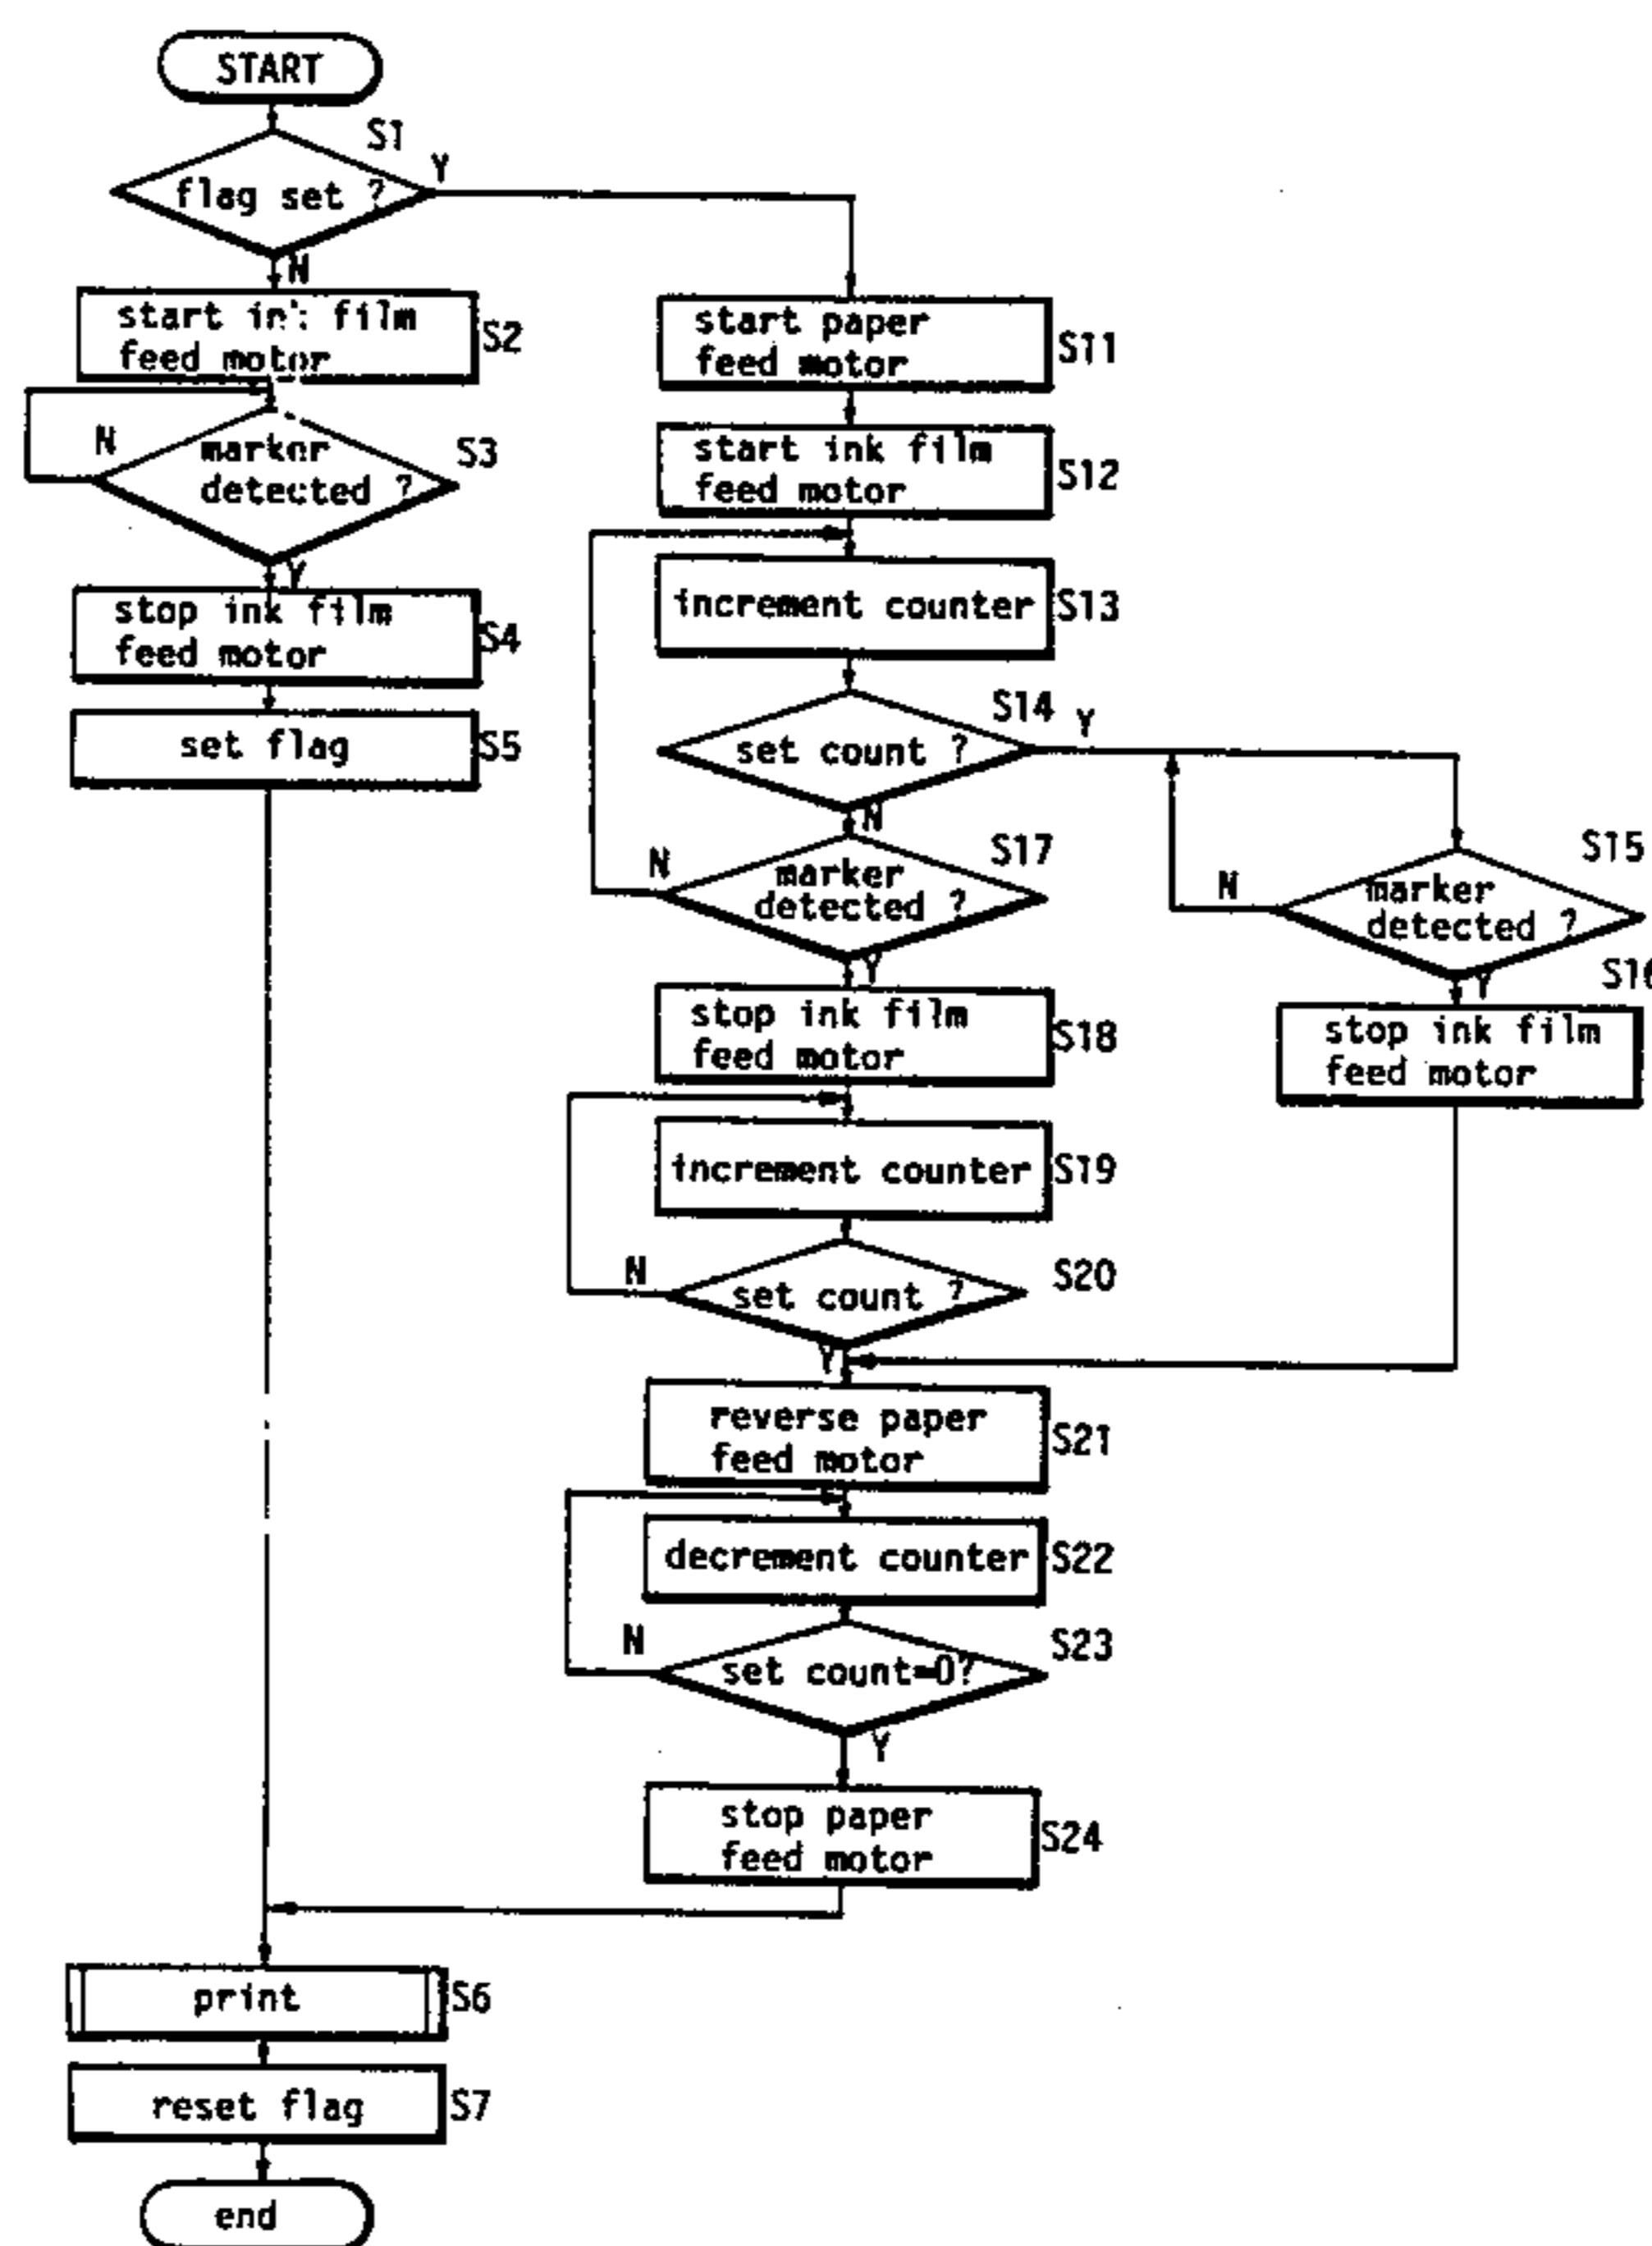 START
S1
Y
flag set ?
N
start ink film
feed motor
S2
N
marker
detected ?
S3
Y
stop ink film
feed motor
S4
set flag
S5
start paper
feed motor
S11
start ink film
feed motor
S12
increment counter
S13
S14
Y
set count ?
N
S17
N
marker
detected ?
Y
S15
N
marker
detected ?
Y
stop ink film
feed motor
stop ink film
feed motor
S18
increment counter
S19
N
set count ?
S20
Y
reverse paper
feed motor
S21
decrement counter
S22
N
set count=0?
S23
Y
stop paper
feed motor
S24
print
S6
reset flag
S7
end